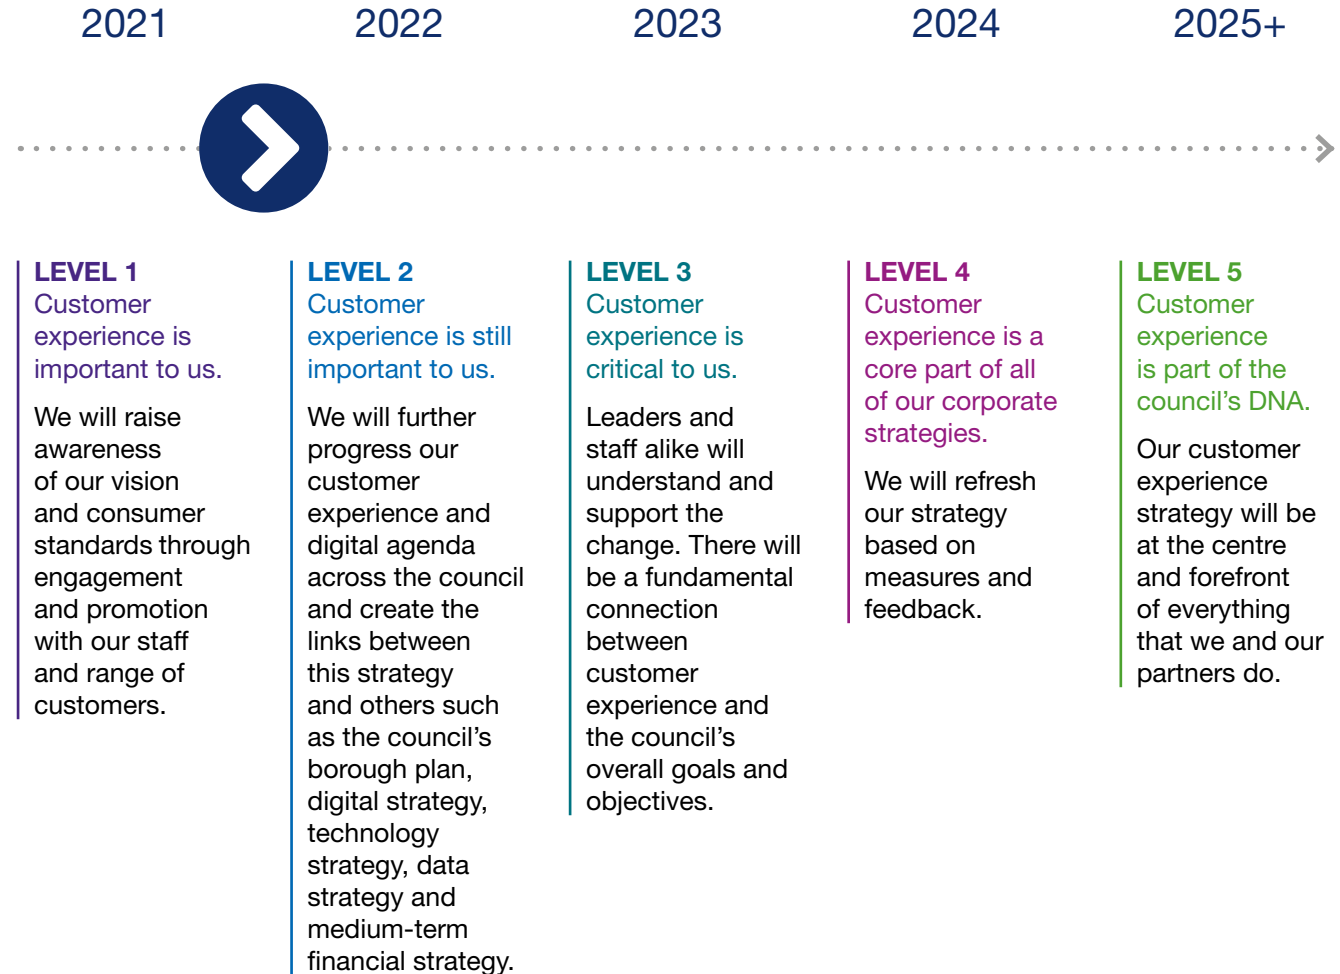 2021
2022
2023
2024
2025+
LEVEL 1
Customer
experience is
important to us.
We will raise
awareness
of our vision
and consumer
standards through
engagement
and promotion
with our staff
and range of
customers.
LEVEL 2
Customer
experience is still
important to us.
We will further
progress our
customer
experience and
digital agenda
across the council
and create the
links between
this strategy
and others such
as the council’s
borough plan,
digital strategy,
technology
strategy, data
strategy and
medium-term
financial strategy.
LEVEL 3
Customer
experience is
critical to us.
Leaders and
staff alike will
understand and
support the
change. There will
be a fundamental
connection
between
customer
experience and
the council’s
overall goals and
objectives.
LEVEL 4
Customer
experience is a
core part of all
of our corporate
strategies.
We will refresh
our strategy
based on
measures and
feedback.
LEVEL 5
Customer
experience
is part of the
council’s DNA.
Our customer
experience
strategy will be
at the centre
and forefront
of everything
that we and our
partners do.